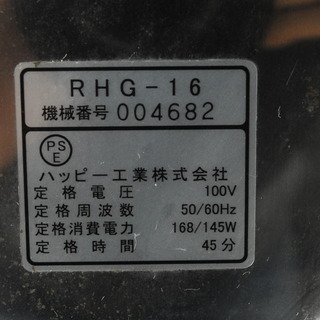 RHG-16
機械番号 004682
PS
E
ハッピー工業株式会社
定格電圧 100V
定格周波数 50/60Hz
定格消費電力 168/145W
定格時間 45分